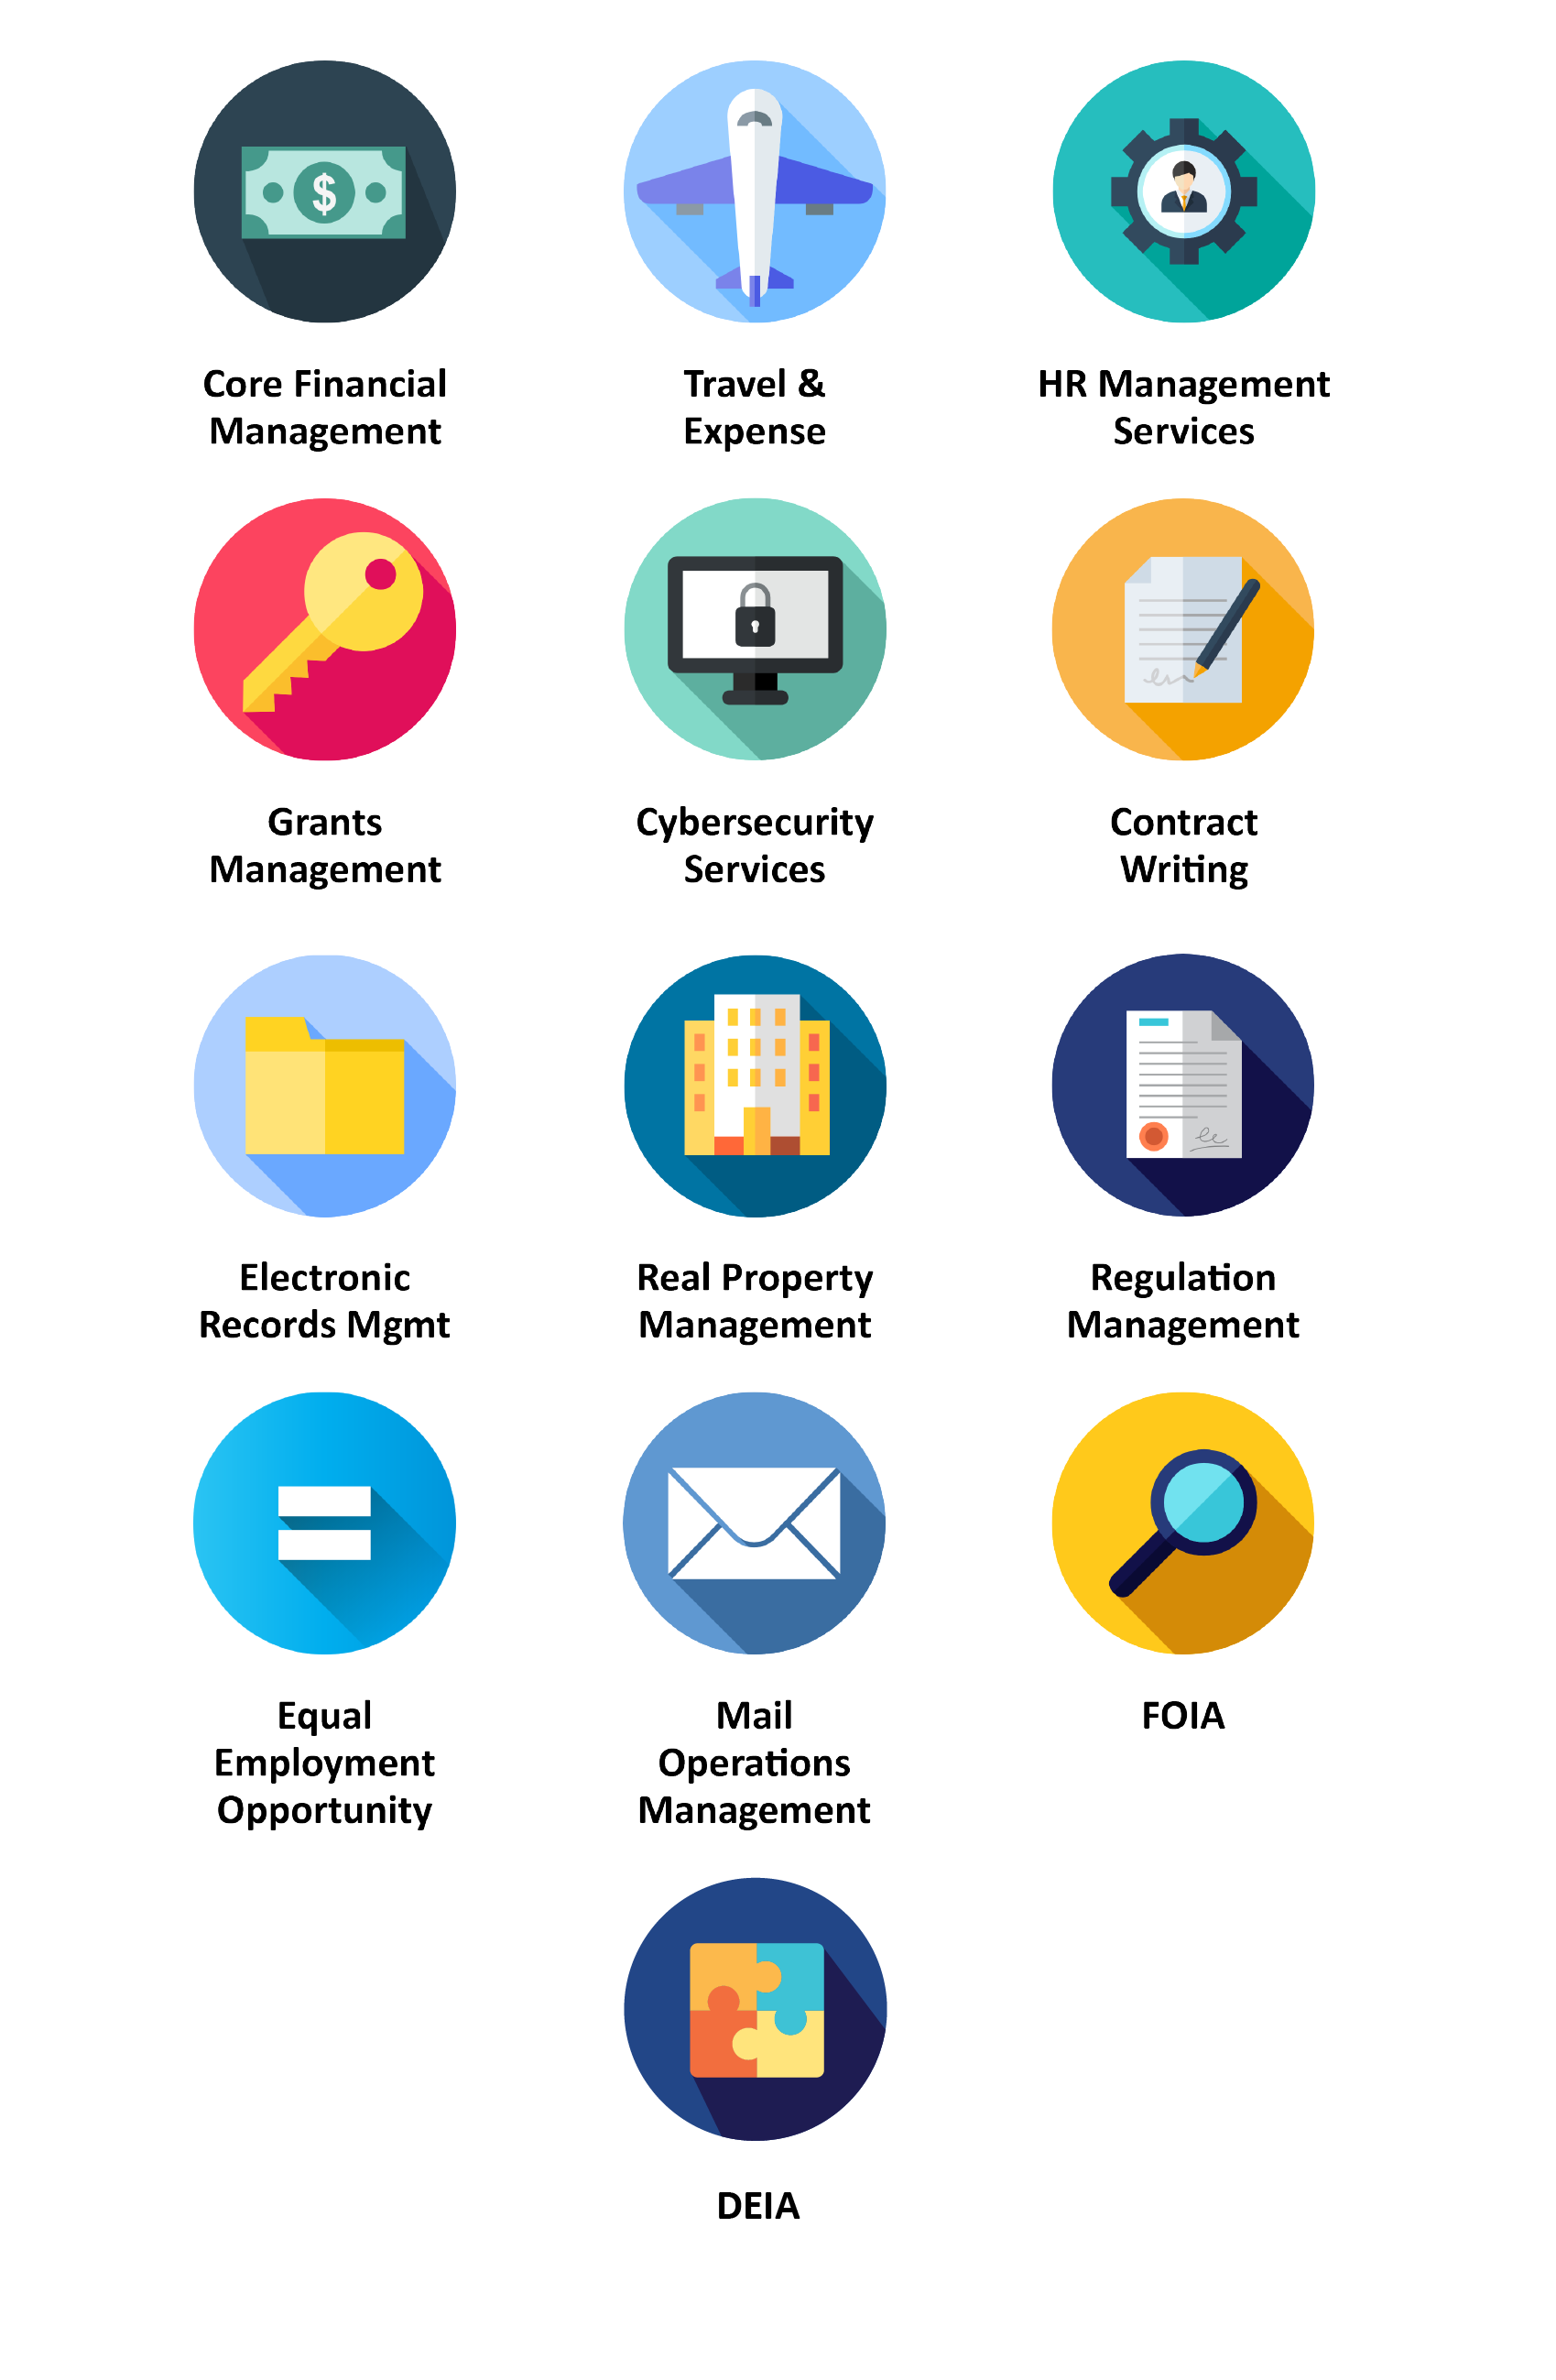 $
Core Financial
Management
Travel &
Expense
HR Management
Services
Grants
Management
Cybersecurity
Services
Contract
Writing
Electronic
Records Mgmt
Real Property
Management
Regulation
Management
Equal
Employment
Opportunity
Mail
Operations
Management
FOIA
DEIA